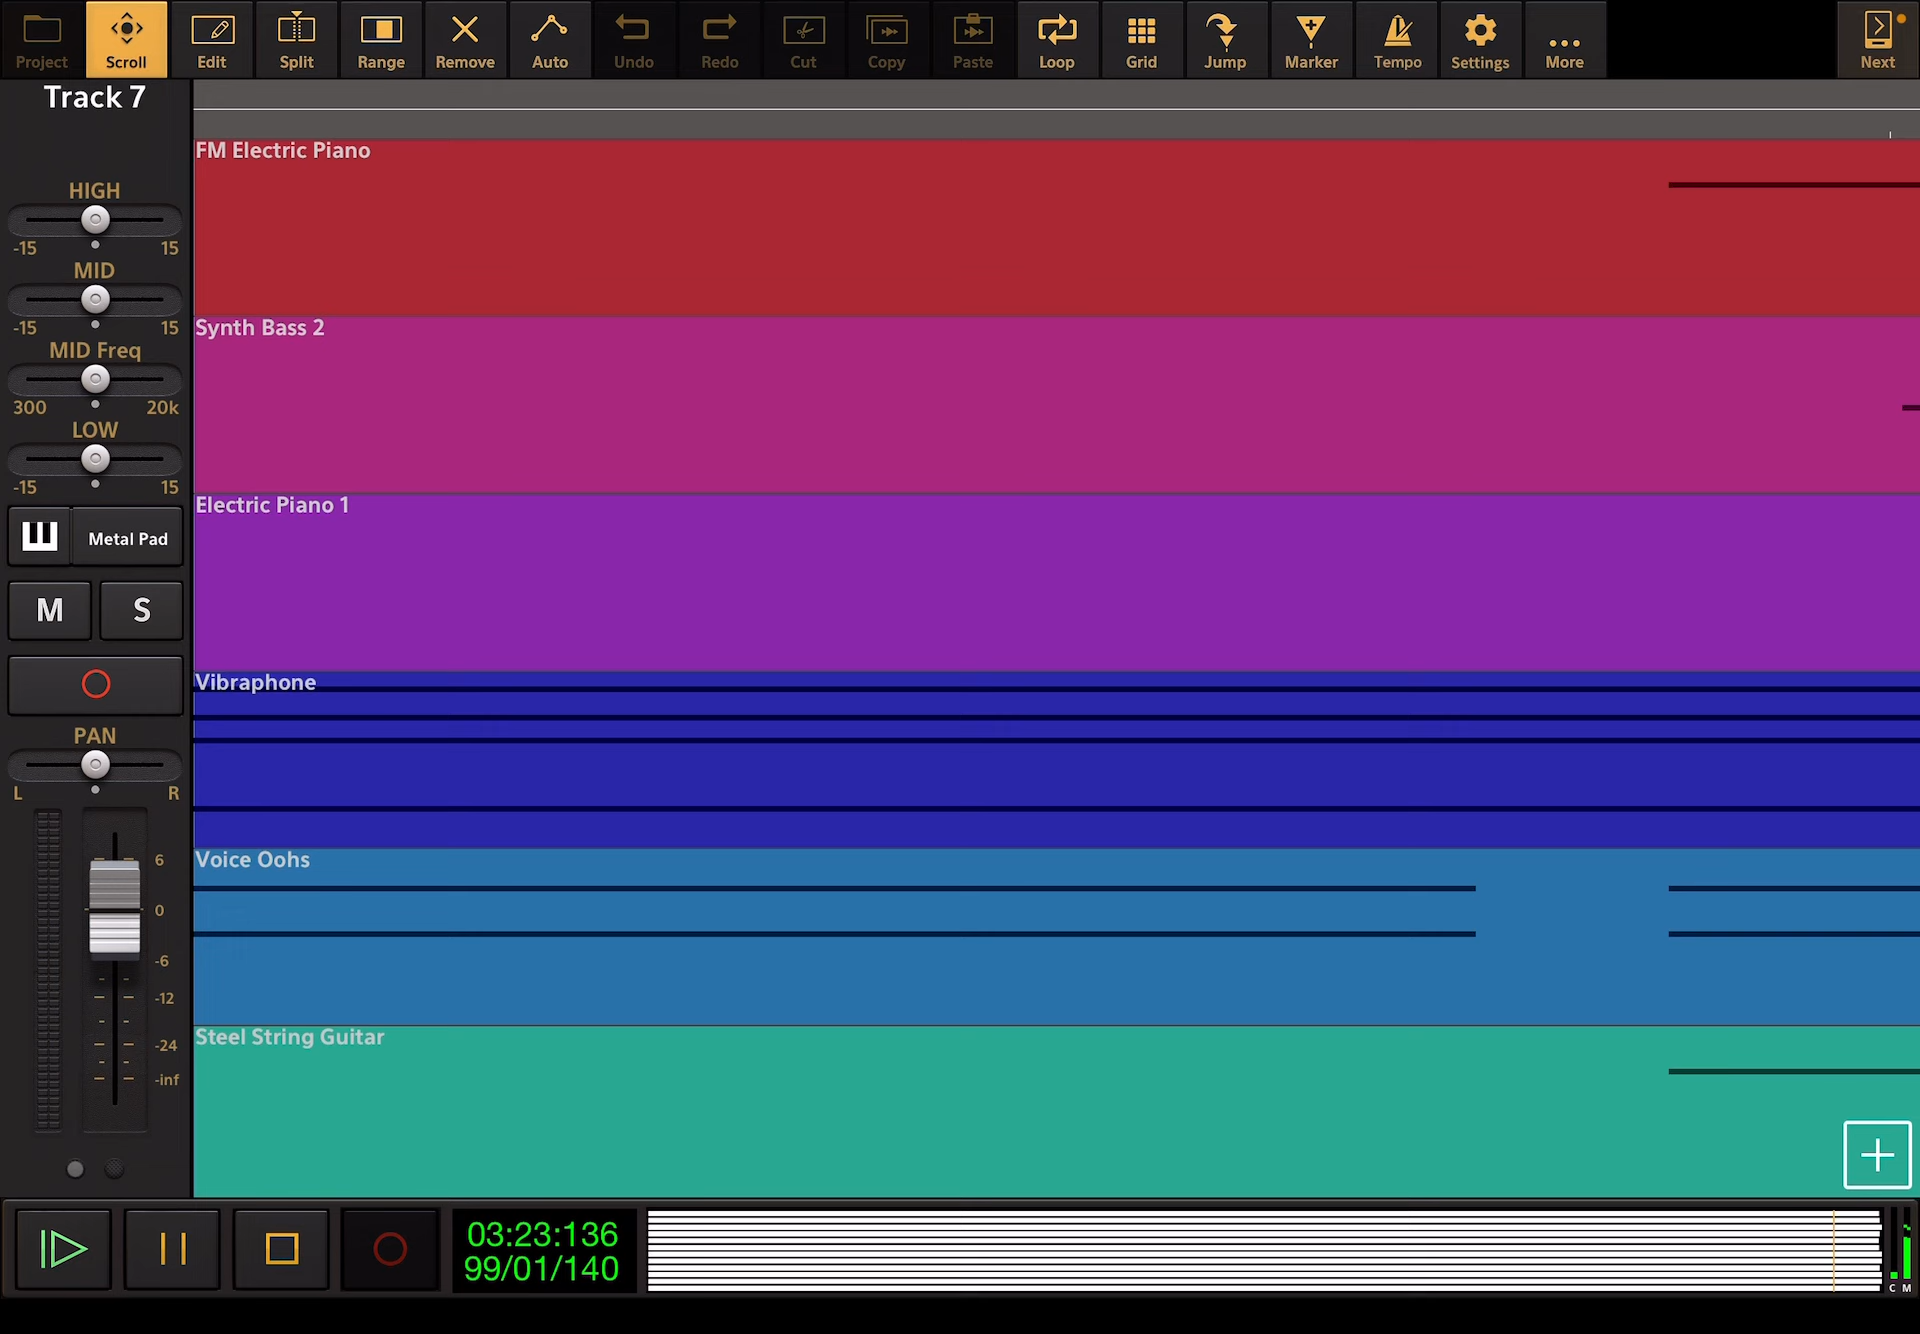 Project Scroll Edit Split Range Remove Auto Undo Redo Cut Copy Paste Loop Grid Jump Marker Tempo Settings More Next
Track 7
HIGH
-15 15
MID
-15 15
MID Freq
300 20k
LOW
-15 15
Metal Pad
M S
PAN
L R
6
0
-6
-12
-24
-inf
FM Electric Piano
Synth Bass 2
Electric Piano 1
Vibraphone
Voice Oohs
Steel String Guitar
03:23:136
99/01/140
C M